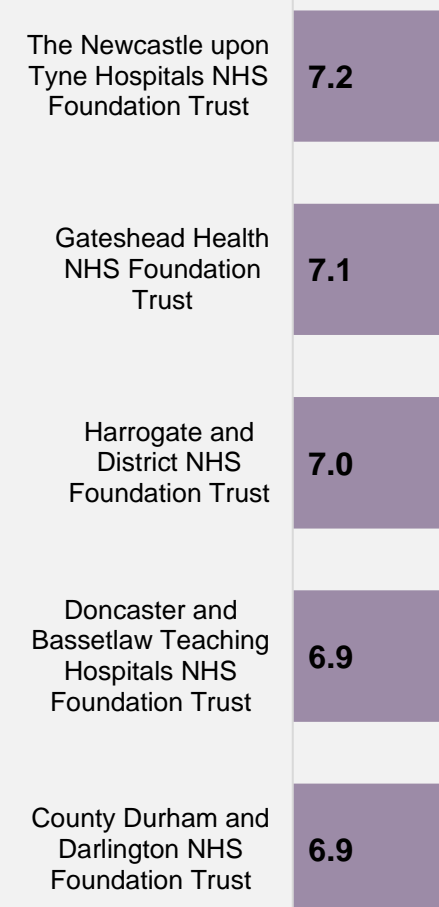 The Newcastle upon
Tyne Hospitals NHS
Foundation Trust
7.2
Gateshead Health
NHS Foundation
Trust
7.1
Harrogate and
District NHS
Foundation Trust
7.0
Doncaster and
Bassetlaw Teaching
Hospitals NHS
Foundation Trust
6.9
County Durham and
Darlington NHS
Foundation Trust
6.9